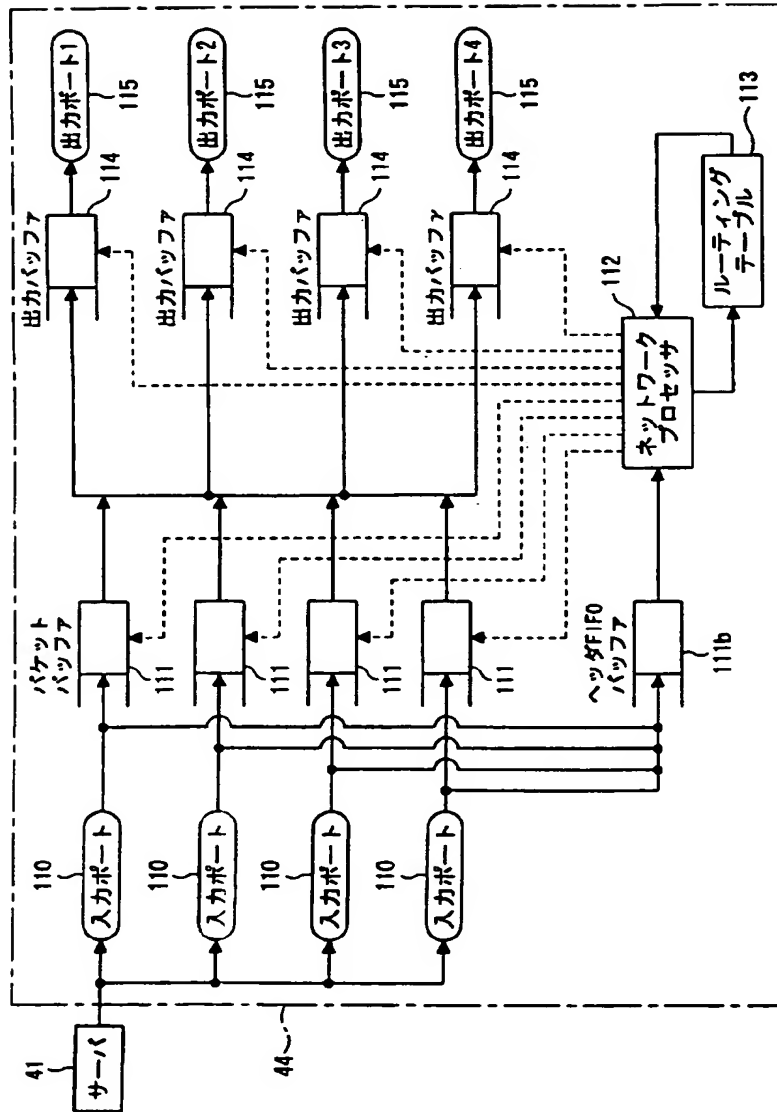 41
サーバ
44
110
入力ポート
110
入力ポート
110
入力ポート
110
入力ポート
パケット
バッファ
111
111
111
111
ヘッダFIFO
バッファ
111b
出力バッファ
114
出力ポート1
115
出力バッファ
114
出力ポート2
115
出力バッファ
114
出力ポート3
115
出力バッファ
114
出力ポート4
115
112
ネットワーク
プロセッサ
ルーティング
テーブル
113